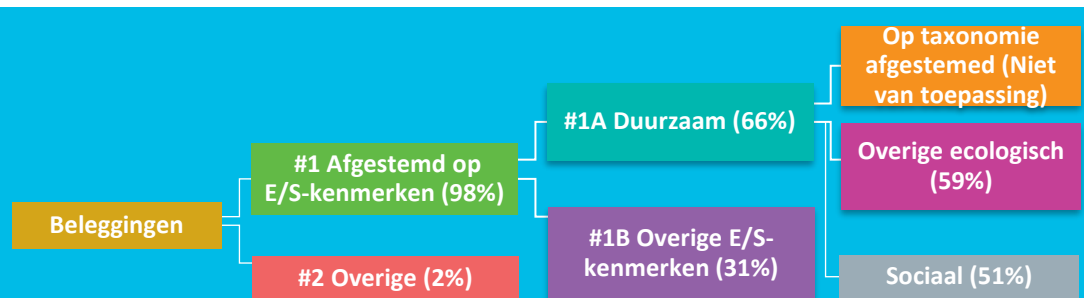 Beleggingen
#1 Afgestemd op
E/S-kenmerken (98%)
#2 Overige (2%)
#1A Duurzaam (66%)
#1B Overige E/S-
kenmerken (31%)
Op taxonomie
afgestemed (Niet
van toepassing)
Overige ecologisch
(59%)
Sociaal (51%)